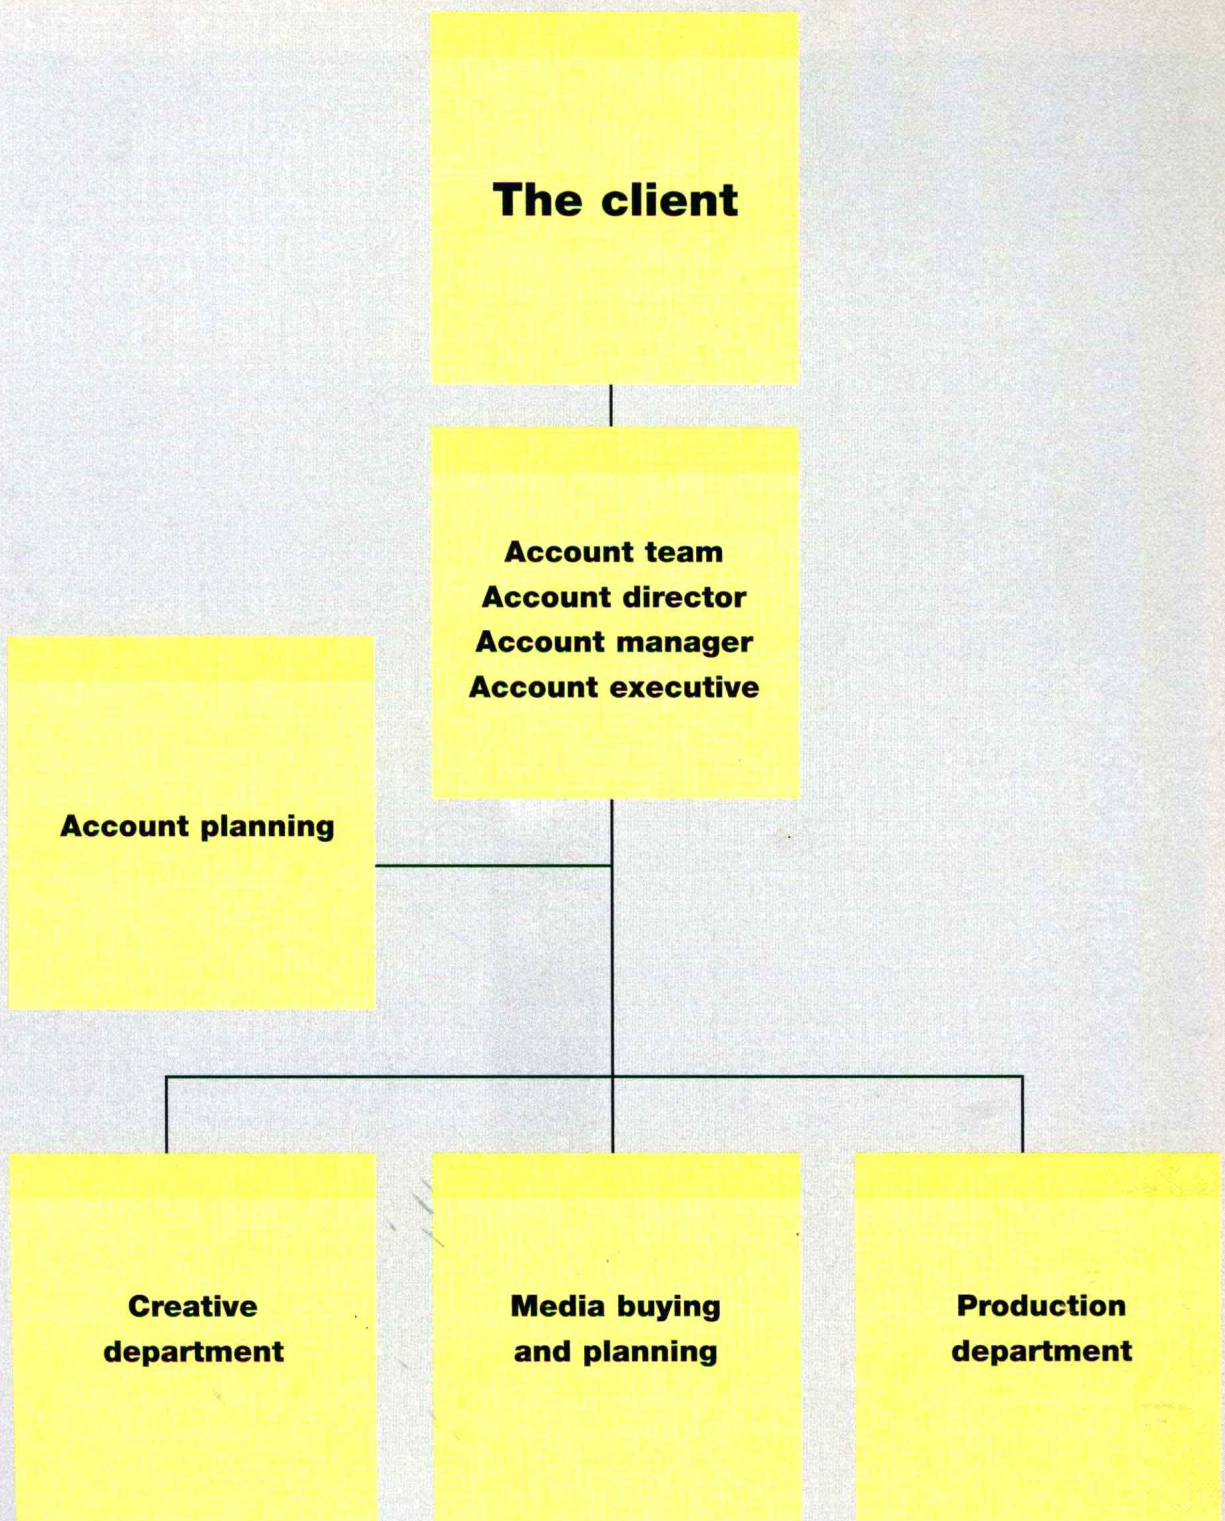 The client
Account team
Account director
Account manager
Account executive
Account planning
Creative
department
Media buying
and planning
Production
department